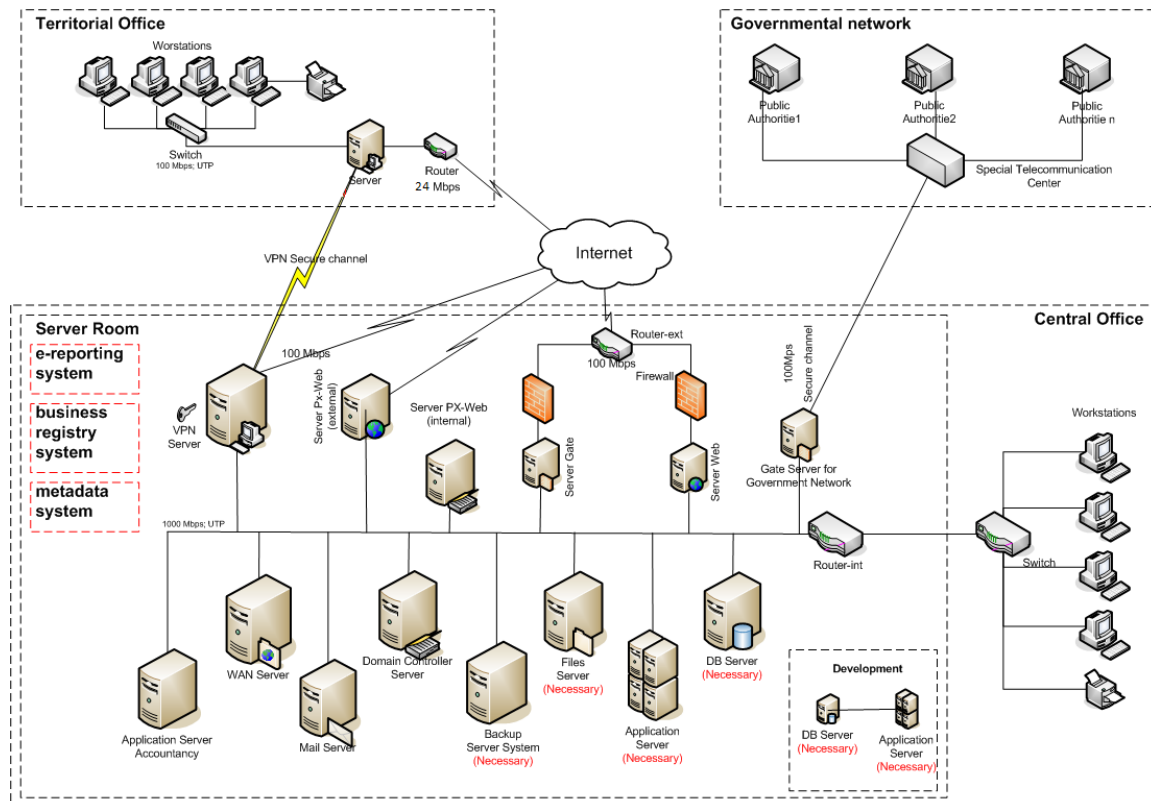 Territorial Office
Worstations
Switch
100 Mbps; UTP
Server
Router
24 Mbps
Governmental network
Public
Authoritie1
Public
Authoritie2
Public
Authoritie n
Special Telecommunication
Center
VPN Secure channel
Internet
Server Room
Central Office
e-reporting
system
business
registry
system
metadata
system
100 Mbps
VPN
Server
Server Px-Web
(external)
Server PX-Web
(internal)
Router-ext
100 Mbps
Firewall
Server Gate
Server Web
100Mps
Secure channel
Gate Server for
Government Network
Workstations
1000 Mbps; UTP
Router-int
Switch
Application Server
Accountancy
WAN Server
Mail Server
Domain Controller
Server
Backup
Server System
(Necessary)
Files
Server
(Necessary)
Application
Server
(Necessary)
DB Server
(Necessary)
Development
DB Server
(Necessary)
Application
Server
(Necessary)